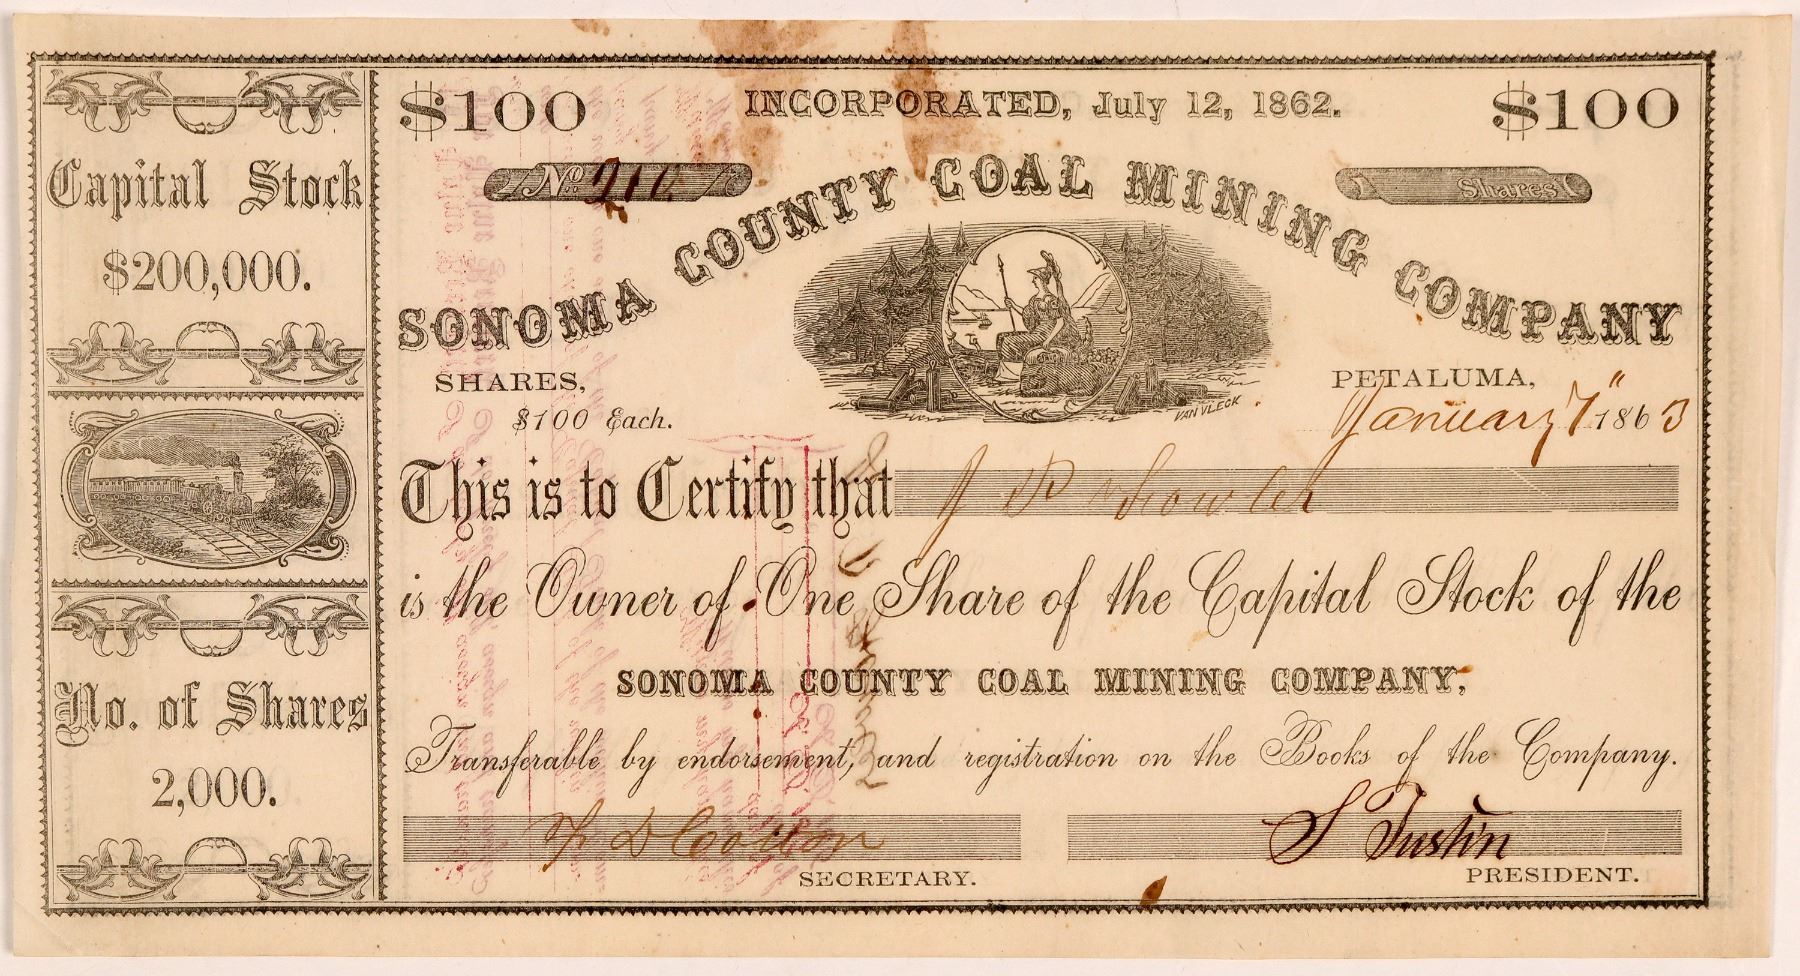 Capital Stock
$200,000.
No. of Shares
2,000.
$100
INCORPORATED, July 12, 1862.
$100
No.
Shares
SONOMA COUNTY COAL MINING COMPANY
SHARES,
$100 Each.
VAN VLECK
PETALUMA,
January 7" 1863
This is to Certify that J
is the Owner of One Share of the Capital Stock of the
SONOMA COUNTY COAL MINING COMPANY,
Transferable by endorsement, and registration on the Books of the Company.
D Cotton
SECRETARY.
S Tustin
PRESIDENT.